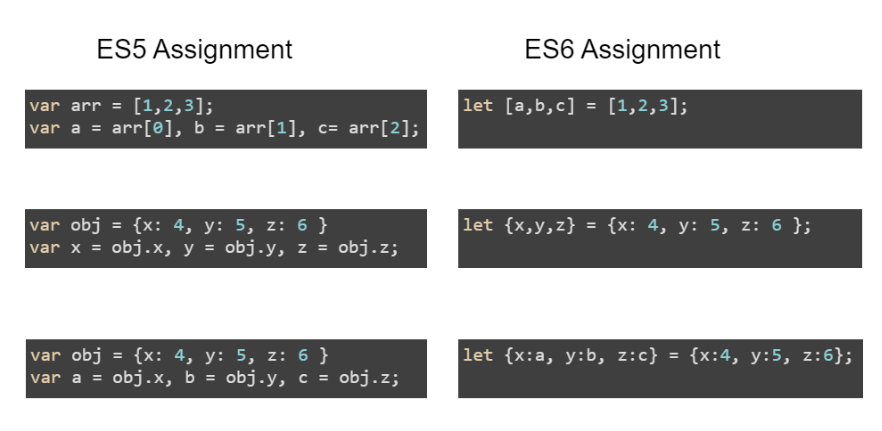 ES5 Assignment
ES6 Assignment
var arr = [1,2,3];
var a = arr[0], b = arr[1], c= arr[2];
let [a,b,c] = [1,2,3];
var obj = {x: 4, y: 5, z: 6 }
var x = obj.x, y = obj.y, z = obj.z;
let {x,y,z} = {x: 4, y: 5, z: 6 };
var obj = {x: 4, y: 5, z: 6 }
var a = obj.x, b = obj.y, c = obj.z;
let {x:a, y:b, z:c} = {x:4, y:5, z:6};